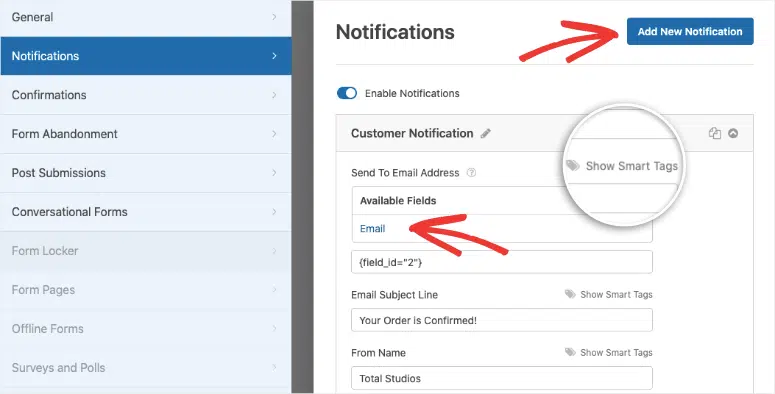 General
Notifications
Confirmations
Form Abandonment
Post Submissions
Conversational Forms
Form Locker
Form Pages
Offline Forms
Surveys and Polls
Notifications
Add New Notification
Enable Notifications
Customer Notification
Show Smart Tags
Send To Email Address
Available Fields
Email
{field_id="2"}
Email Subject Line
Show Smart Tags
Your Order is Confirmed!
From Name
Show Smart Tags
Total Studios